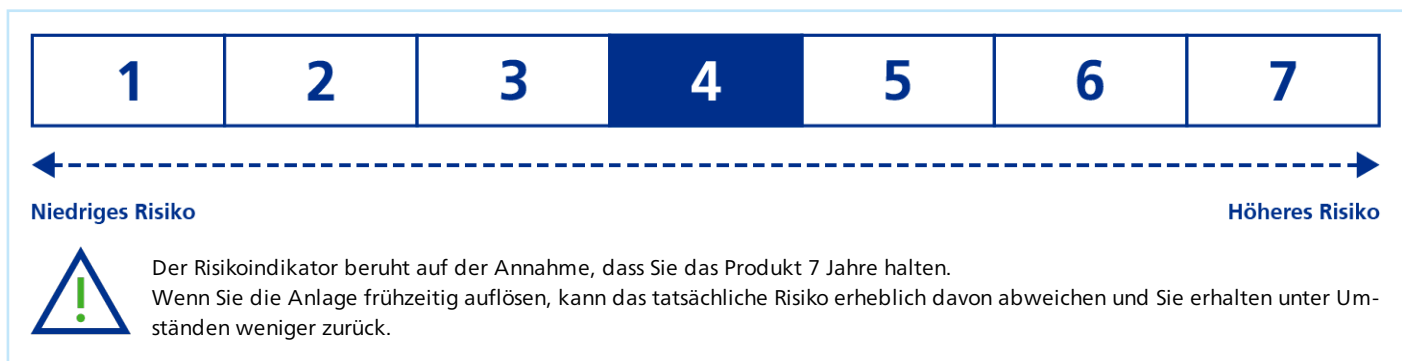 1 2 3 4 5 6 7
Niedriges Risiko Höheres Risiko
Der Risikoindikator beruht auf der Annahme, dass Sie das Produkt 7 Jahre halten.
Wenn Sie die Anlage frühzeitig auflösen, kann das tatsächliche Risiko erheblich davon abweichen und Sie erhalten unter Um-
ständen weniger zurück.